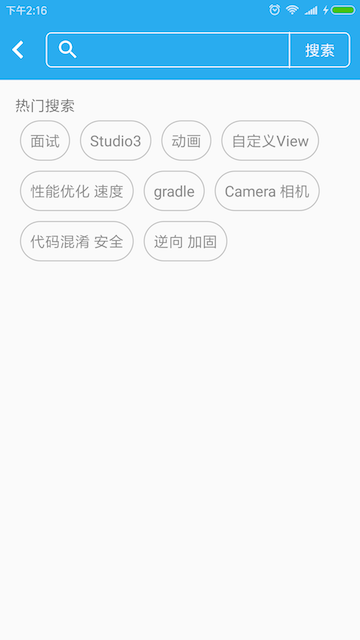 下午2:16
搜索
热门搜索
面试 Studio3 动画 自定义View
性能优化 速度 gradle Camera 相机
代码混淆 安全 逆向 加固